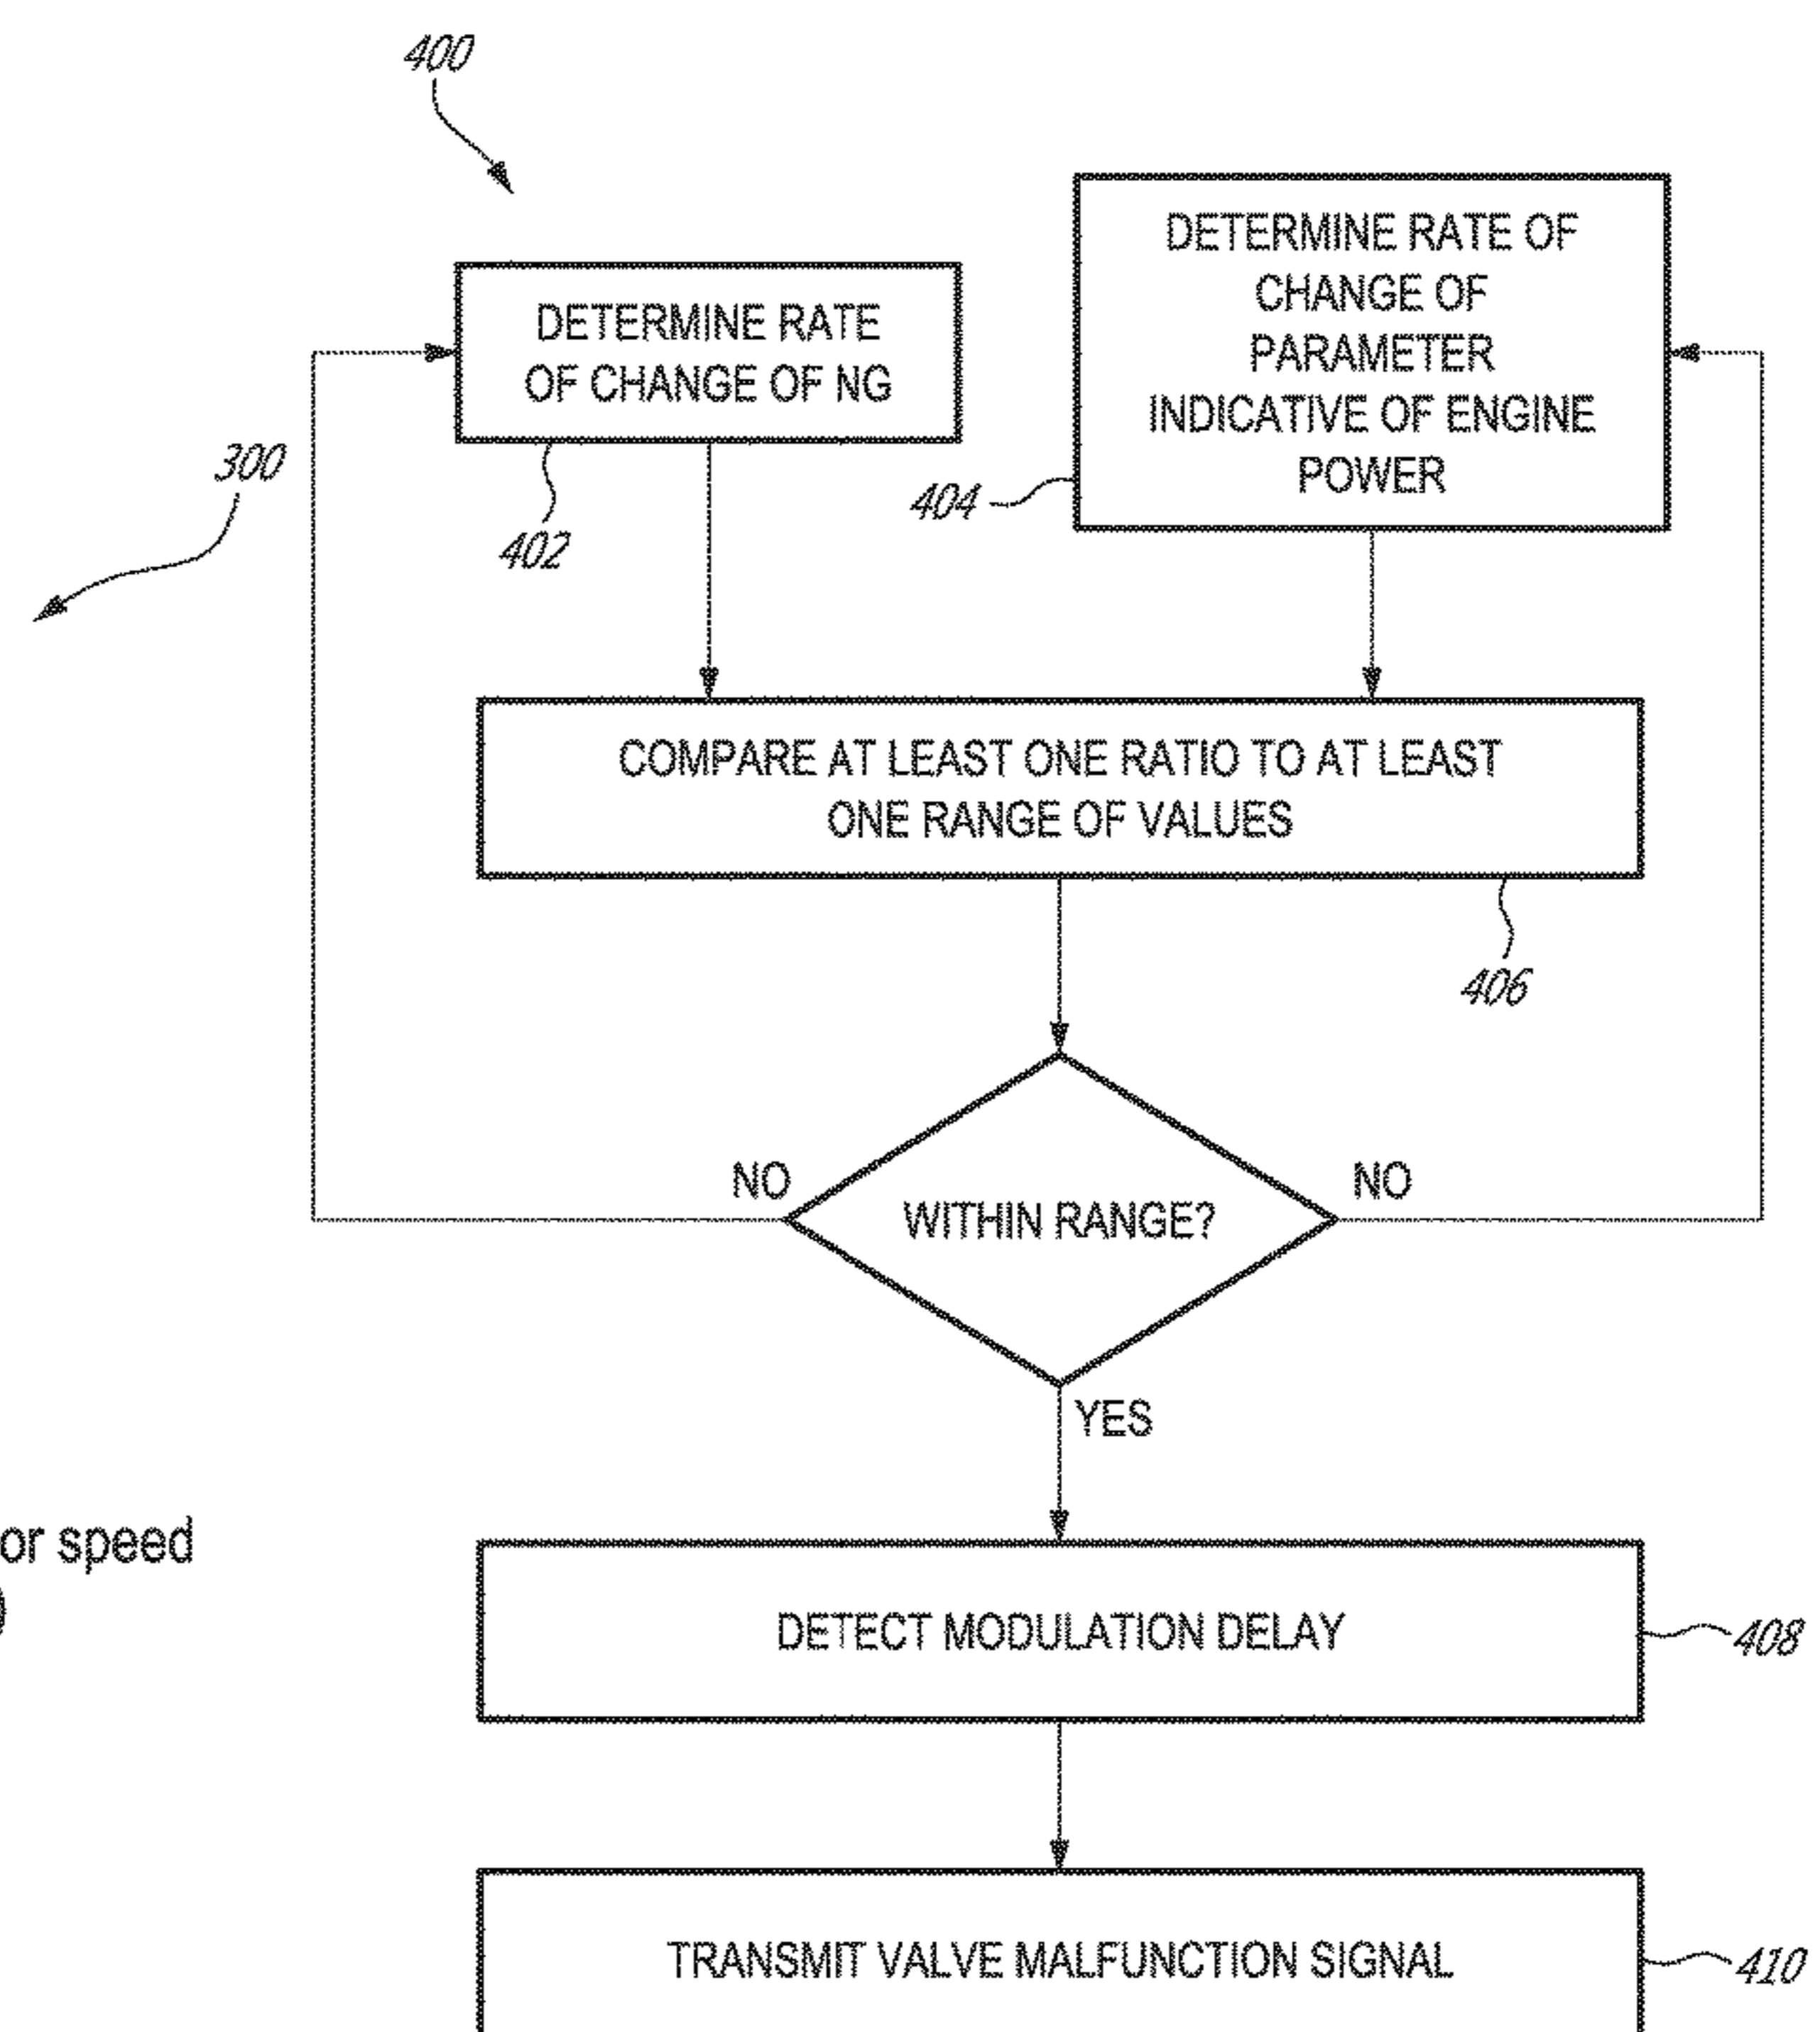 400
DETERMINE RATE OF
CHANGE OF
PARAMETER
INDICATIVE OF ENGINE
POWER
DETERMINE RATE
OF CHANGE OF NG
300
404
402
COMPARE AT LEAST ONE RATIO TO AT LEAST
ONE RANGE OF VALUES
406
NO
WITHIN RANGE?
NO
YES
or speed
)
DETECT MODULATION DELAY
408
TRANSMIT VALVE MALFUNCTION SIGNAL
410